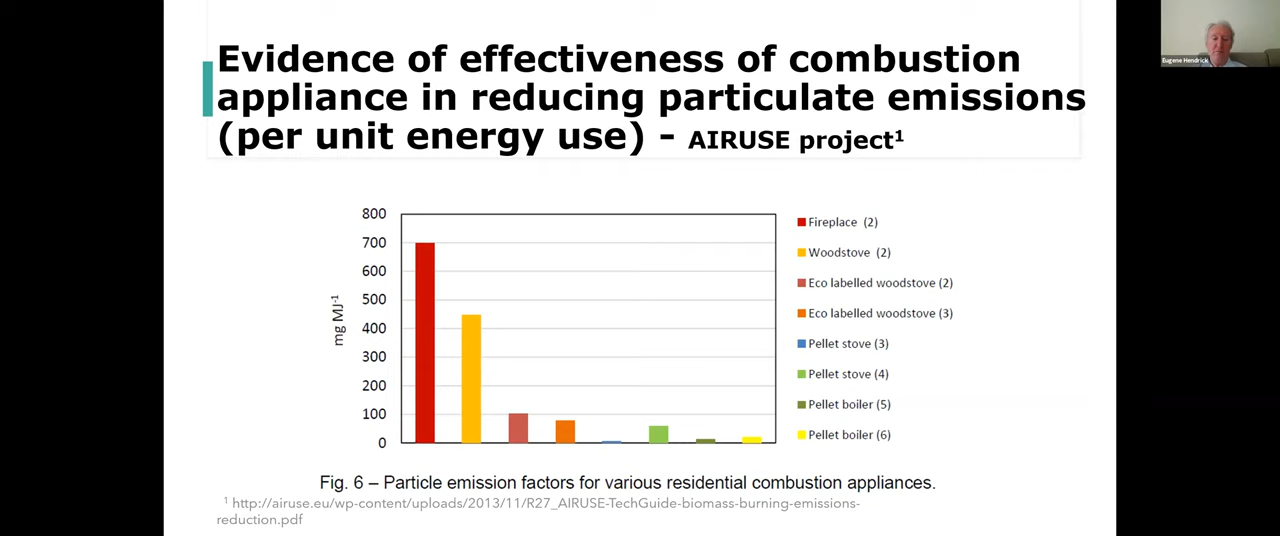 Evidence of effectiveness of combustion
appliance in reducing particulate emissions
(per unit energy use) - AIRUSE project¹
Eugene Hendrick
800
700
600
500
400
300
200
100
0
mg MJ⁻¹
Fireplace (2)
Woodstove (2)
Eco labelled woodstove (2)
Eco labelled woodstove (3)
Pellet stove (3)
Pellet stove (4)
Pellet boiler (5)
Pellet boiler (6)
Fig. 6 – Particle emission factors for various residential combustion appliances.
¹ http://airuse.eu/wp-content/uploads/2013/11/R27_AIRUSE-TechGuide-biomass-burning-emissions-
reduction.pdf